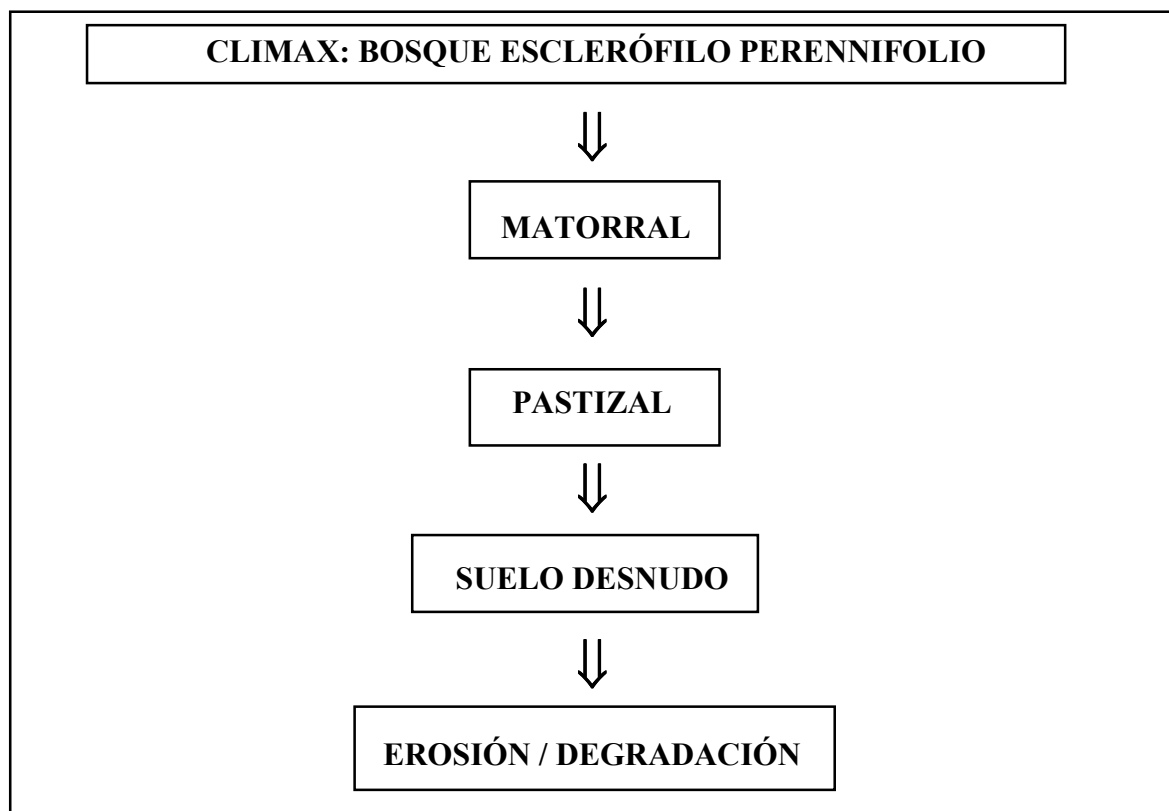 CLIMAX: BOSQUE ESCLERÓFILO PERENNIFOLIO
MATORRAL
PASTIZAL
SUELO DESNUDO
EROSIÓN / DEGRADACIÓN